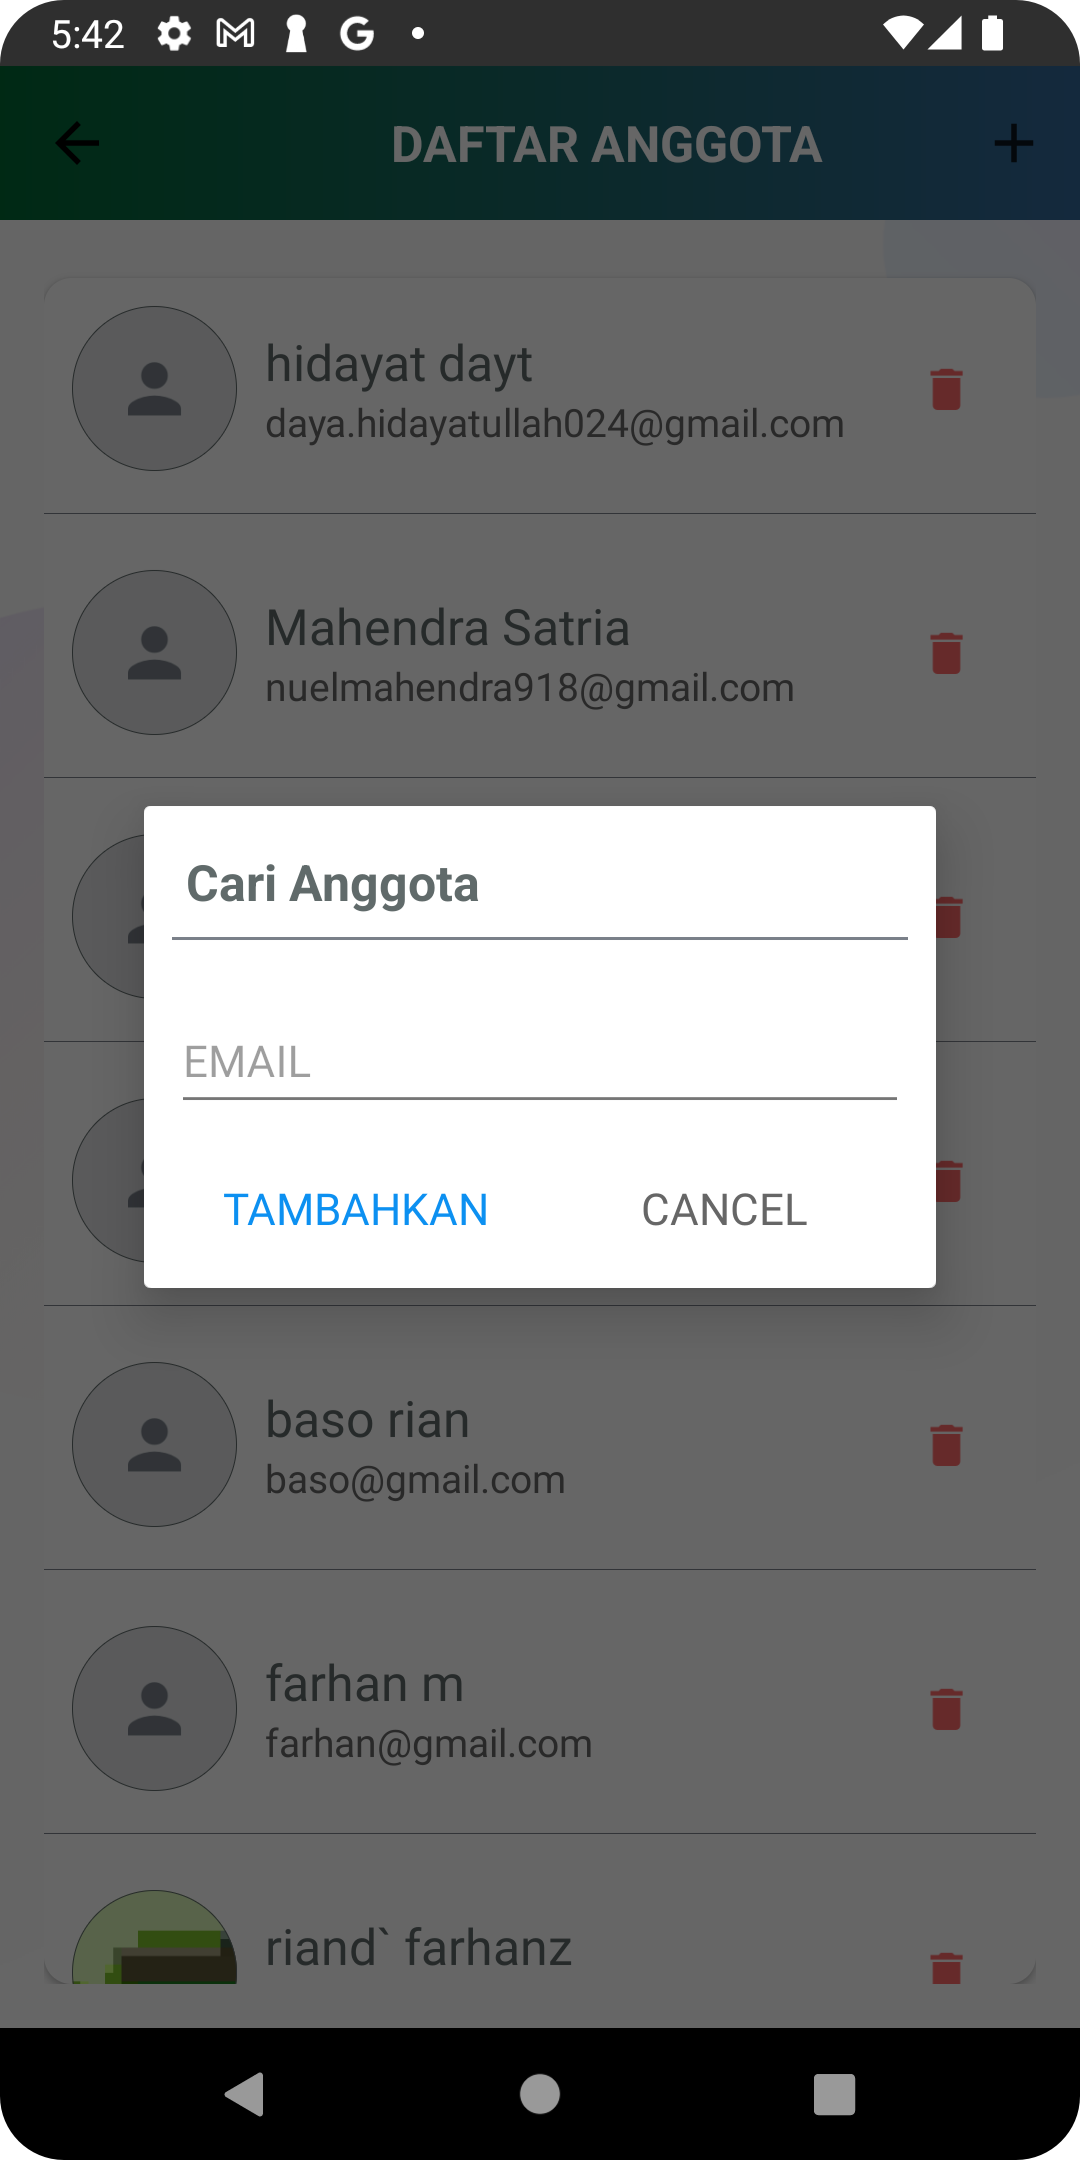 5:42
DAFTAR ANGGOTA
hidayat dayt
daya.hidayatullah024@gmail.com
Mahendra Satria
nuelmahendra918@gmail.com
Cari Anggota
EMAIL
TAMBAHKAN CANCEL
baso rian
baso@gmail.com
farhan m
farhan@gmail.com
riand` farhanz